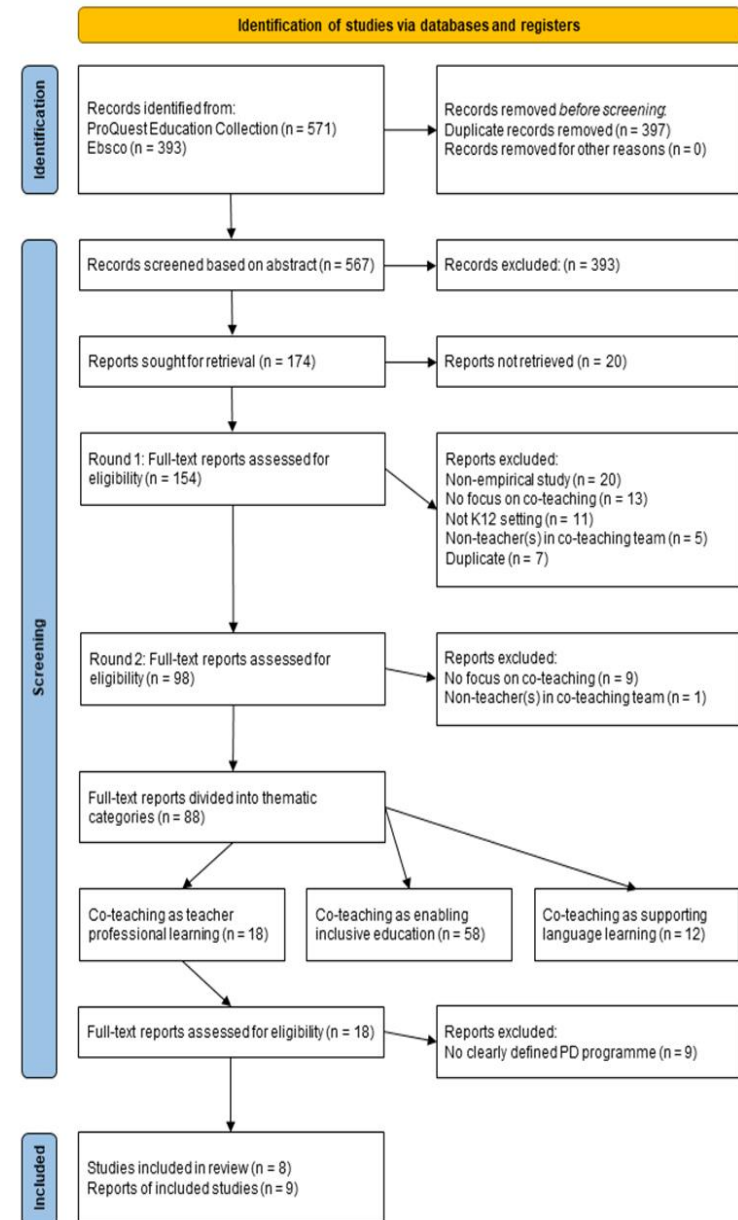 Identification of studies via databases and registers
Identification
Records identified from:
ProQuest Education Collection (n = 571)
Ebsco (n = 393)
Records removed before screening:
Duplicate records removed (n = 397)
Records removed for other reasons (n = 0)
Screening
Records screened based on abstract (n = 567)
Records excluded: (n = 393)
Reports sought for retrieval (n = 174)
Reports not retrieved (n = 20)
Round 1: Full-text reports assessed for
eligibility (n = 154)
Reports excluded:
Non-empirical study (n = 20)
No focus on co-teaching (n = 13)
Not K12 setting (n = 11)
Non-teacher(s) in co-teaching team (n = 5)
Duplicate (n = 7)
Round 2: Full-text reports assessed for
eligibility (n = 98)
Reports excluded:
No focus on co-teaching (n = 9)
Non-teacher(s) in co-teaching team (n = 1)
Full-text reports divided into thematic
categories (n = 88)
Co-teaching as teacher
professional learning (n = 18)
Co-teaching as enabling
inclusive education (n = 58)
Co-teaching as supporting
language learning (n = 12)
Full-text reports assessed for eligibility (n = 18)
Reports excluded:
No clearly defined PD programme (n = 9)
Included
Studies included in review (n = 8)
Reports of included studies (n = 9)